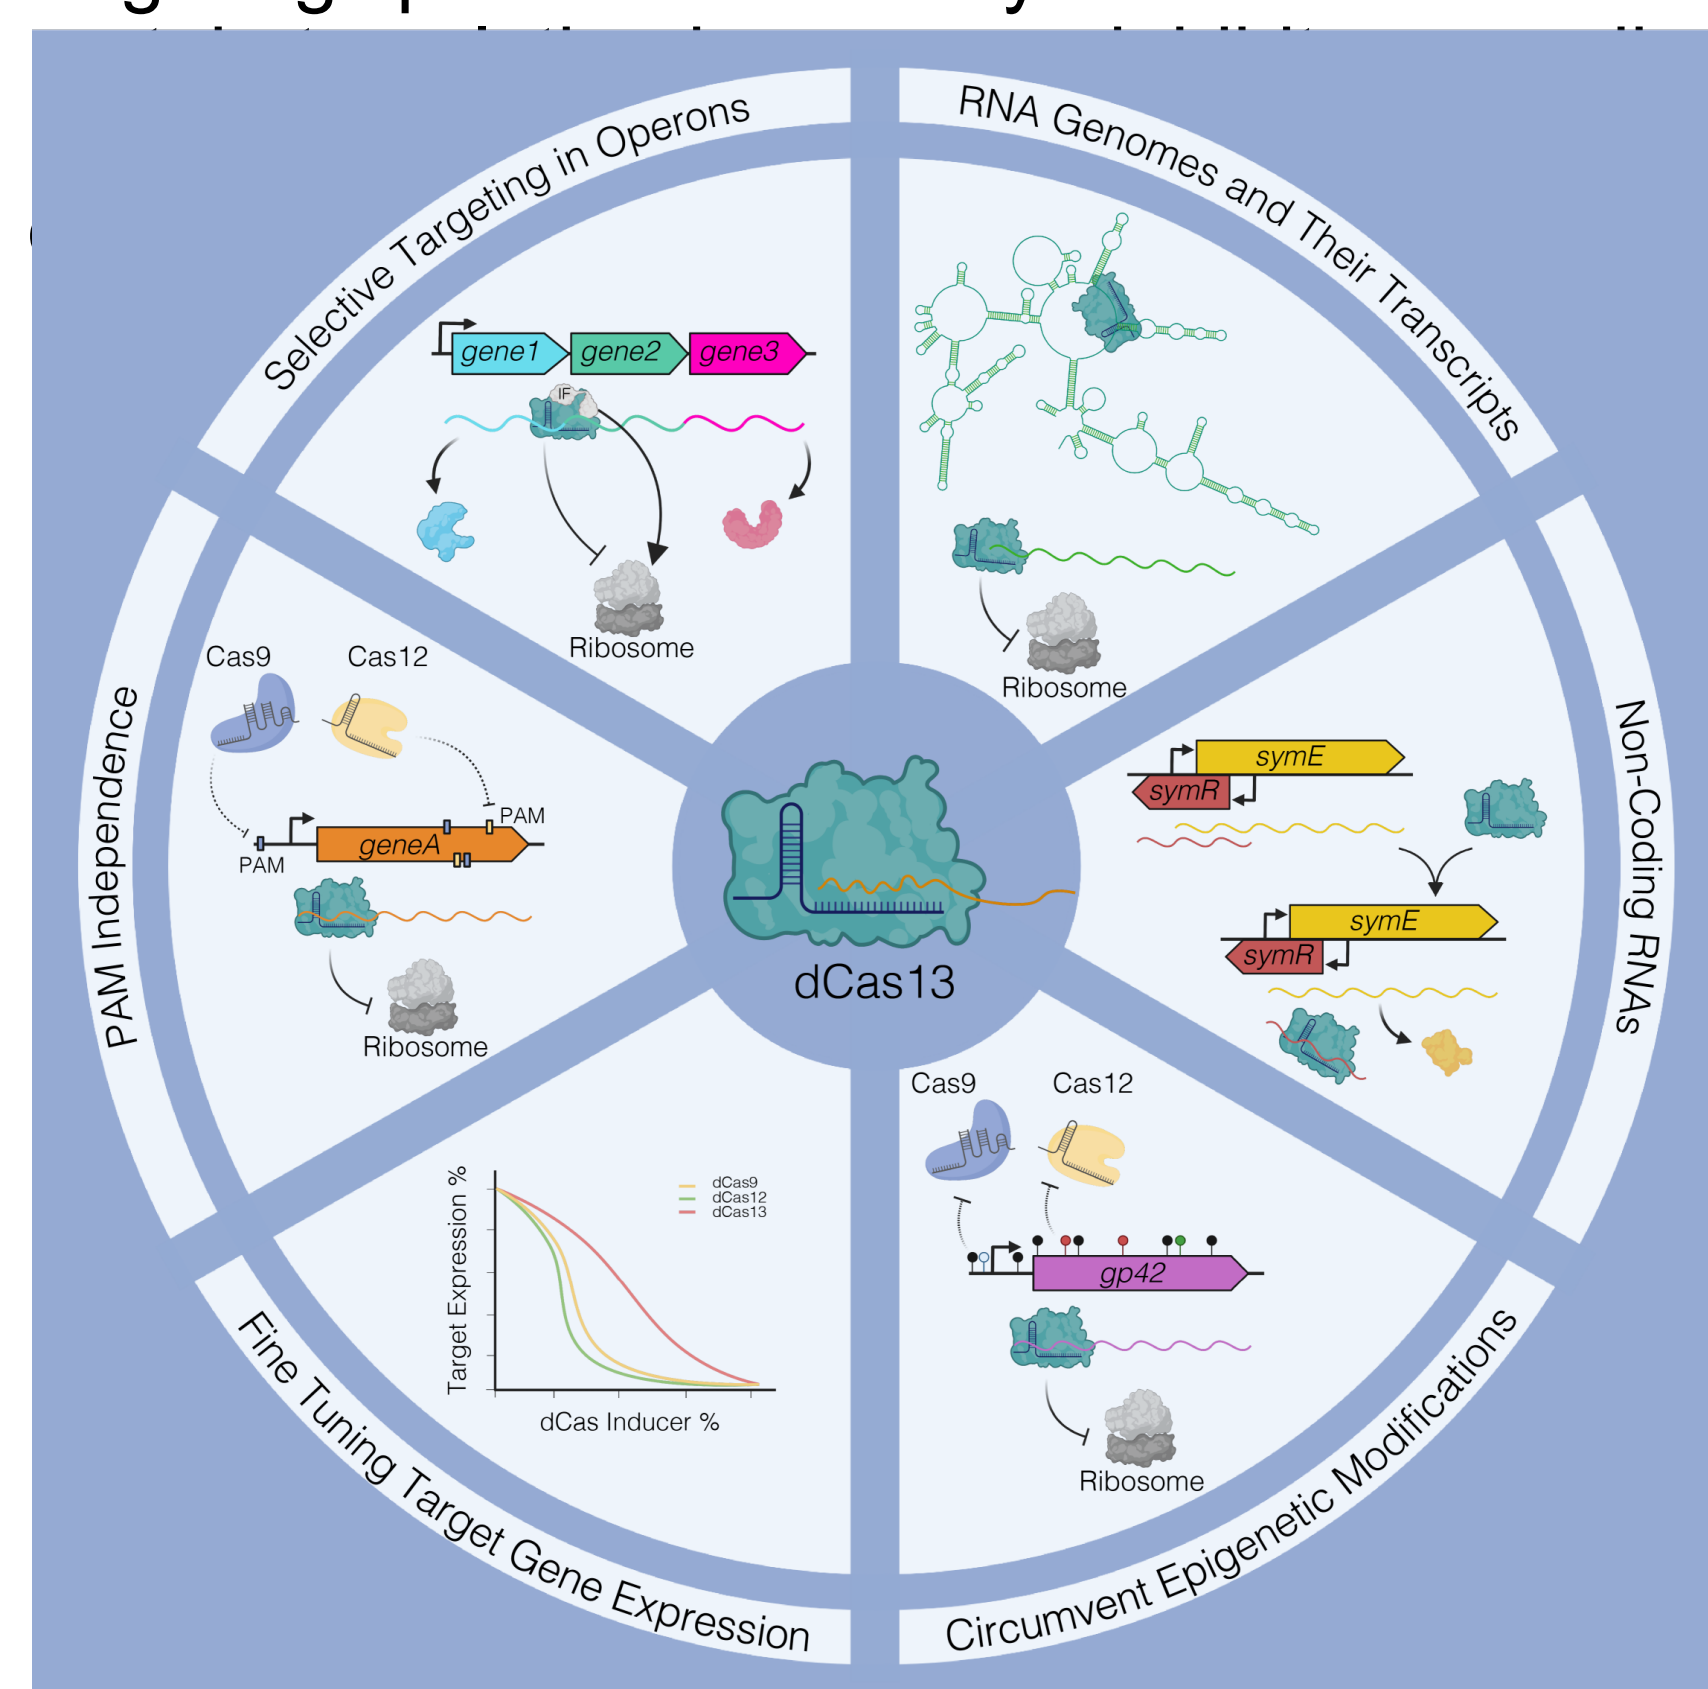 Selective Targeting in Operons
gene1
gene2
gene3
IF
Ribosome
RNA Genomes and Their Transcripts
Ribosome
PAM Independence
Cas9
Cas12
PAM
geneA
PAM
Ribosome
dCas13
Non-Coding RNAs
symE
symR
symE
symR
Fine Tuning Target Gene Expression
Target Expression %
dCas9
dCas12
dCas13
dCas Inducer %
Circumvent Epigenetic Modifications
Cas9
Cas12
gp42
Ribosome